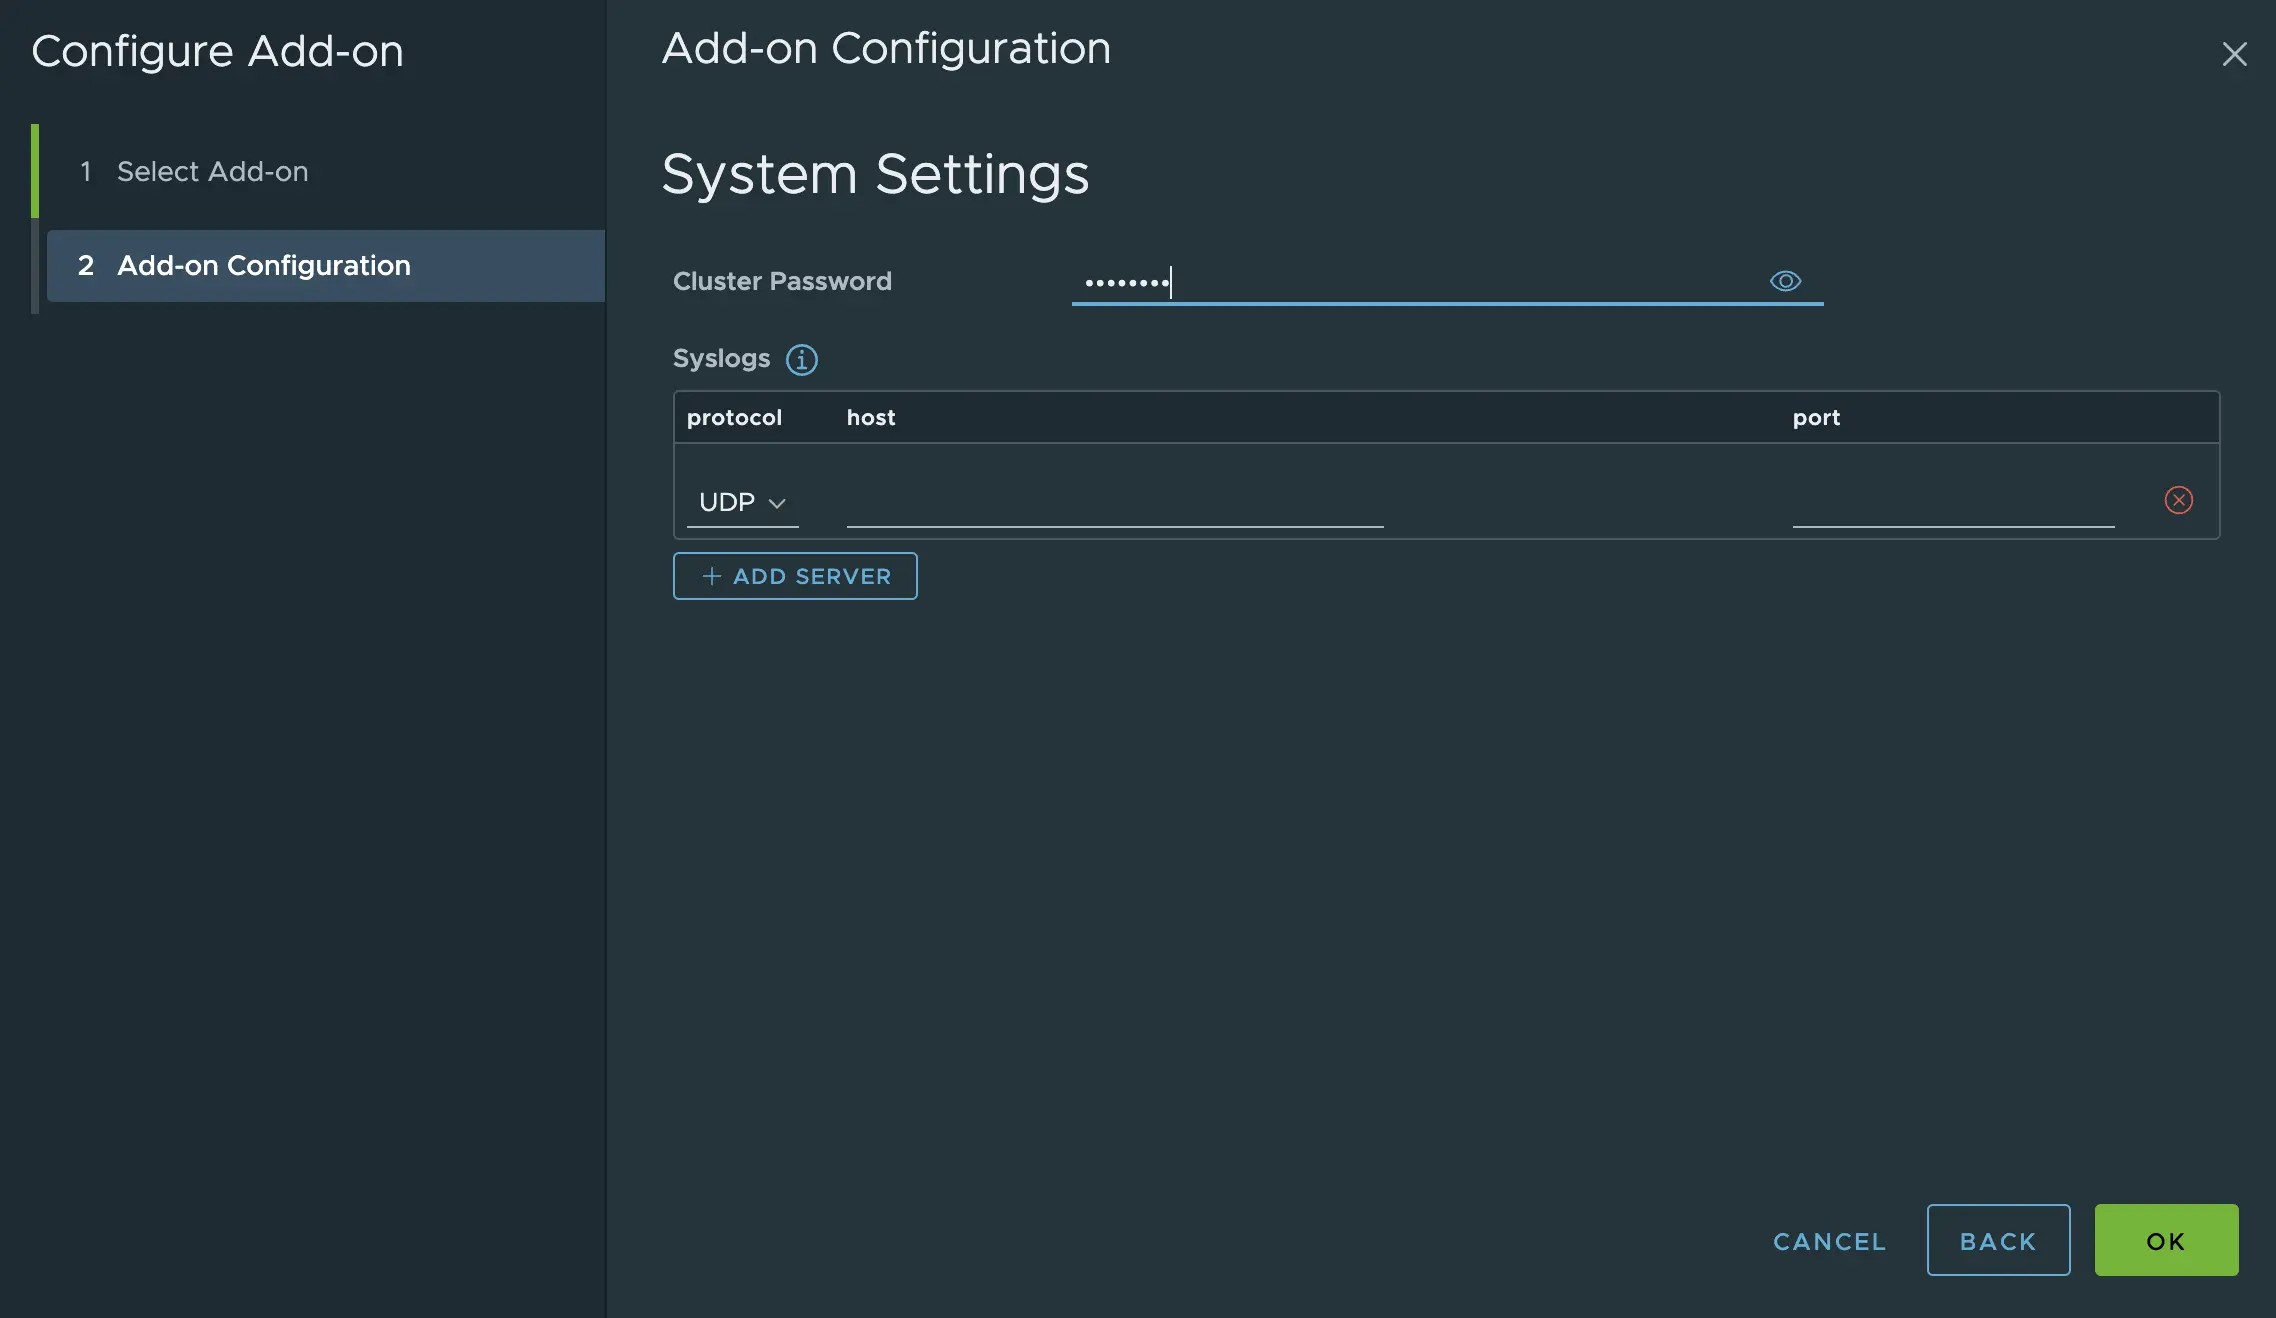 Configure Add-on
1 Select Add-on
2 Add-on Configuration
Add-on Configuration
System Settings
Cluster Password ••••••••
Syslogs
protocol host port
UDP
ADD SERVER
CANCEL BACK OK